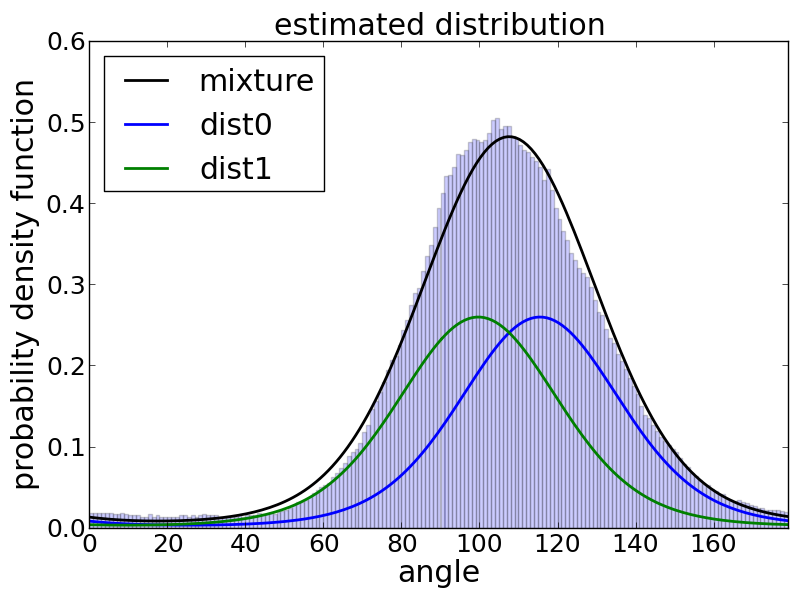 estimated distribution
0.6
0.5
0.4
0.3
0.2
0.1
0.0
probability density function
mixture
dist0
dist1
0 20 40 60 80 100 120 140 160
angle